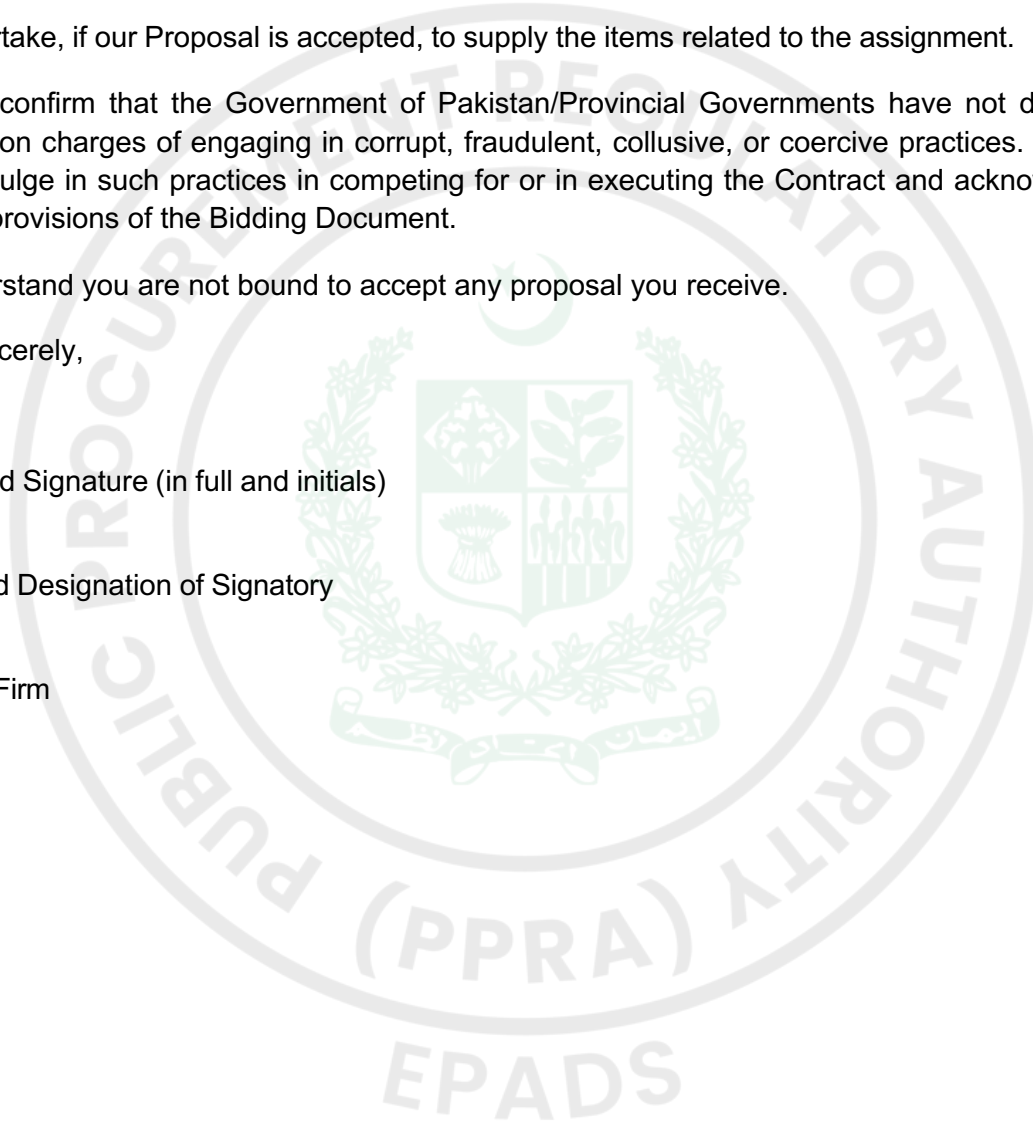 rtake, if our Proposal is accepted, to supply the items related to the assignment.
confirm that the Government of Pakistan/Provincial Governments have not d
on charges of engaging in corrupt, fraudulent, collusive, or coercive practices.
ulge in such practices in competing for or in executing the Contract and ackno
provisions of the Bidding Document.
rstand you are not bound to accept any proposal you receive.
cerely,
d Signature (in full and initials)
d Designation of Signatory
Firm
PUBLIC PROCUREMENT REGULATORY AUTHORITY
(PPRA)
EPADS